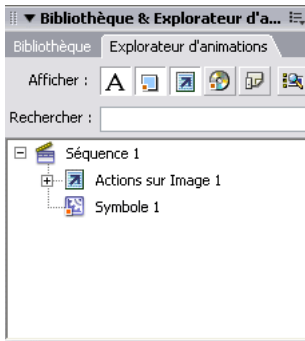 Bibliothèque & Explorateur d'a...
Bibliothèque Explorateur d'animations
Afficher : A
Rechercher :
Séquence 1
Actions sur Image 1
Symbole 1